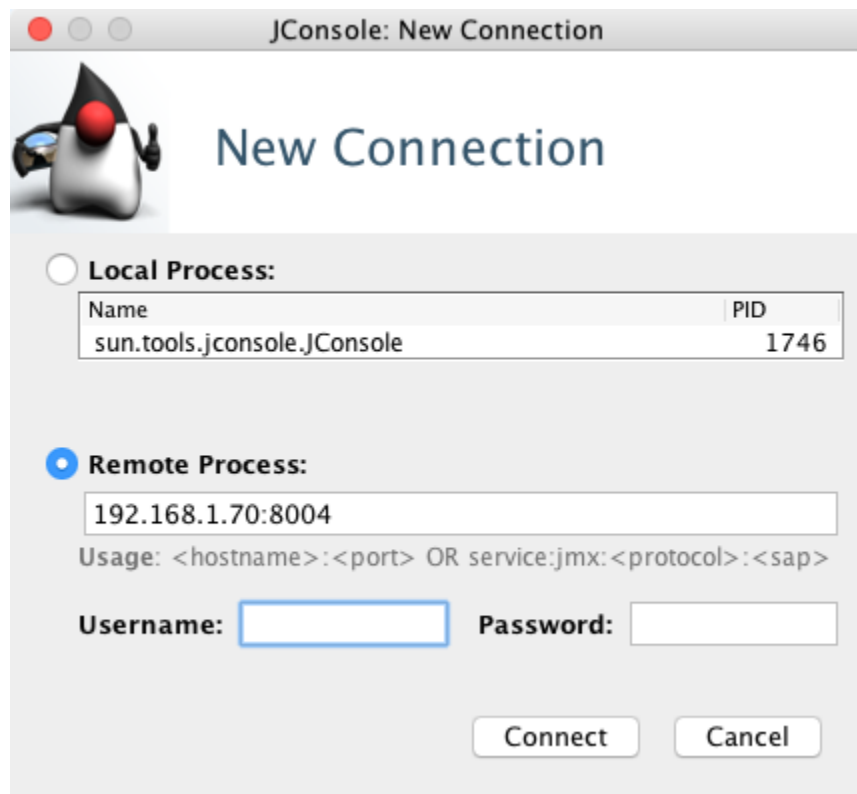 JConsole: New Connection
New Connection
Local Process:
Name PID
sun.tools.jconsole.JConsole 1746
Remote Process:
192.168.1.70:8004
Usage: <hostname>:<port> OR service:jmx:<protocol>:<sap>
Username: Password:
Connect Cancel